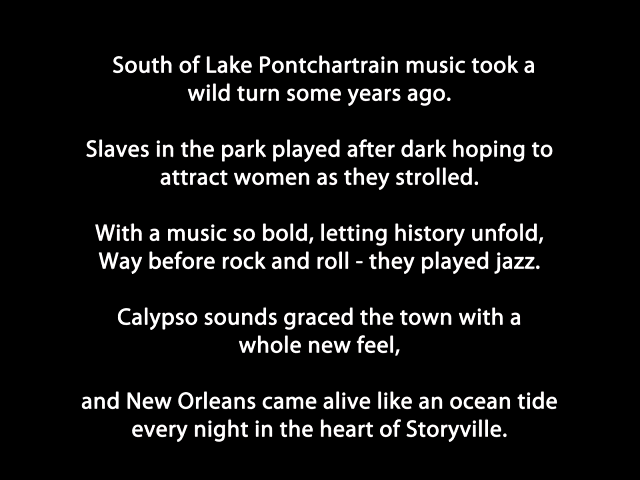 South of Lake Pontchartrain music took a
wild turn some years ago.
Slaves in the park played after dark hoping to
attract women as they strolled.
With a music so bold, letting history unfold,
Way before rock and roll - they played jazz.
Calypso sounds graced the town with a
whole new feel,
and New Orleans came alive like an ocean tide
every night in the heart of Storyville.